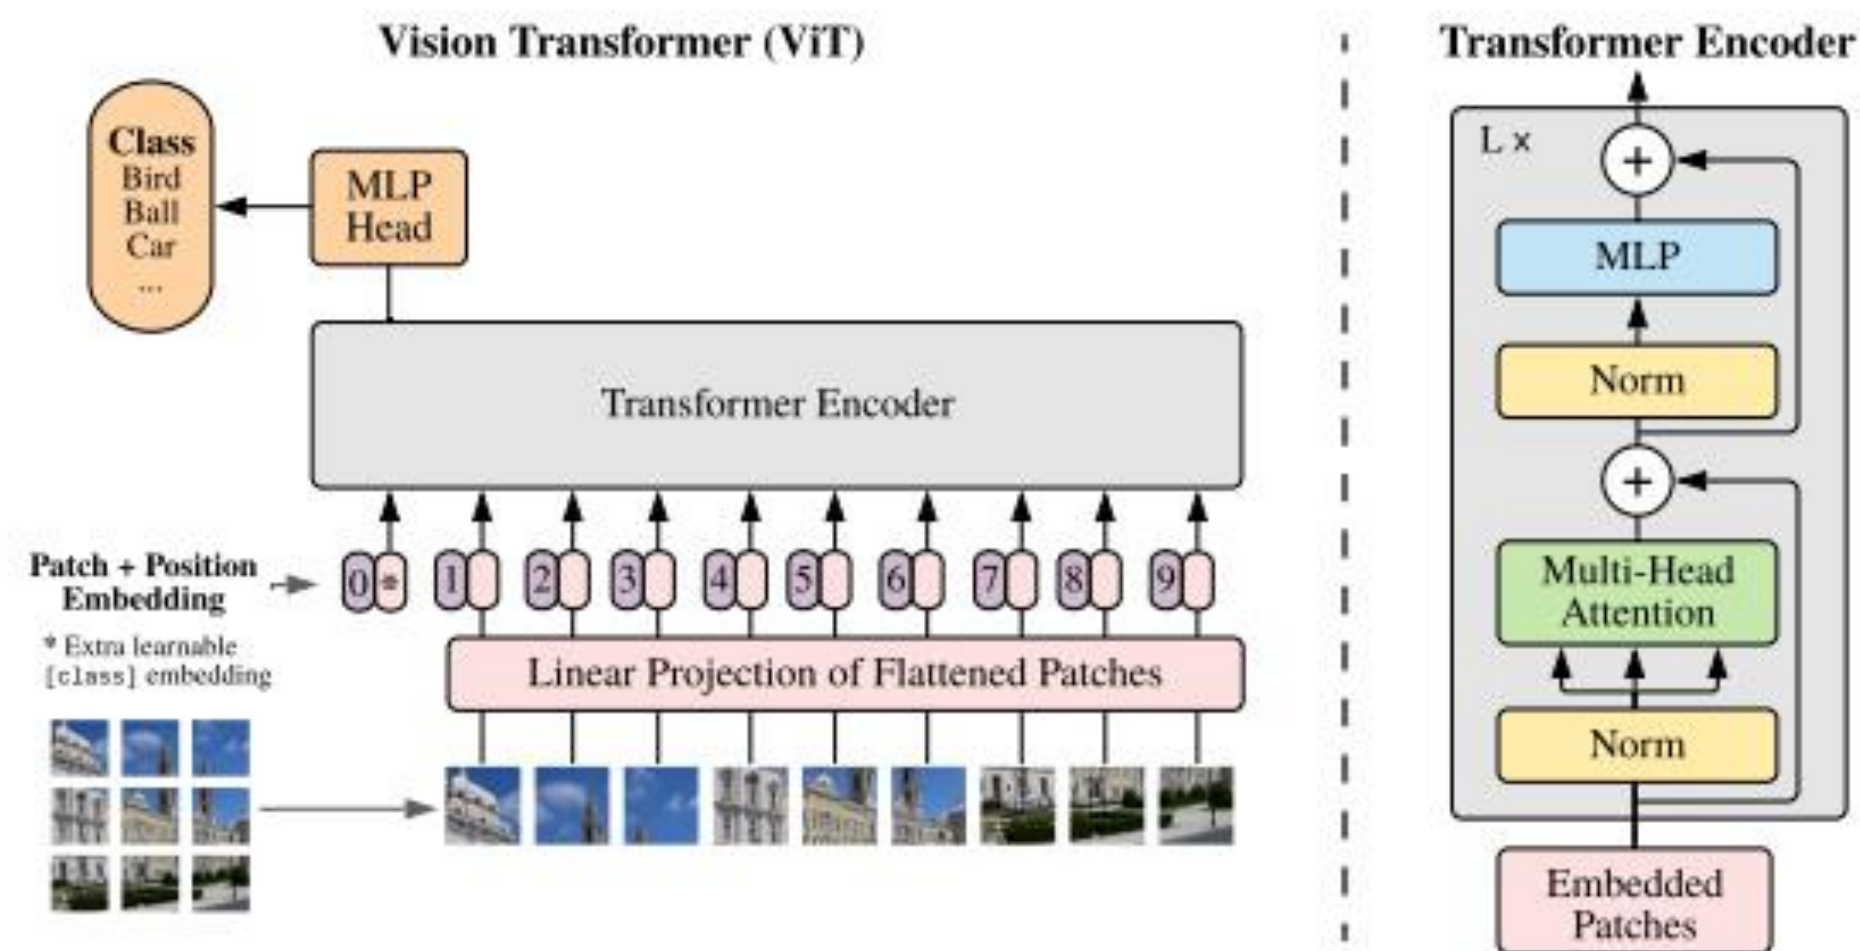 Vision Transformer (ViT)
Class
Bird
Ball
Car
...
MLP
Head
Transformer Encoder
Patch + Position
Embedding
0 * 1 2 3 4 5 6 7 8 9
* Extra learnable
[class] embedding
Linear Projection of Flattened Patches
Transformer Encoder
L ×
+
MLP
Norm
+
Multi-Head
Attention
Norm
Embedded
Patches